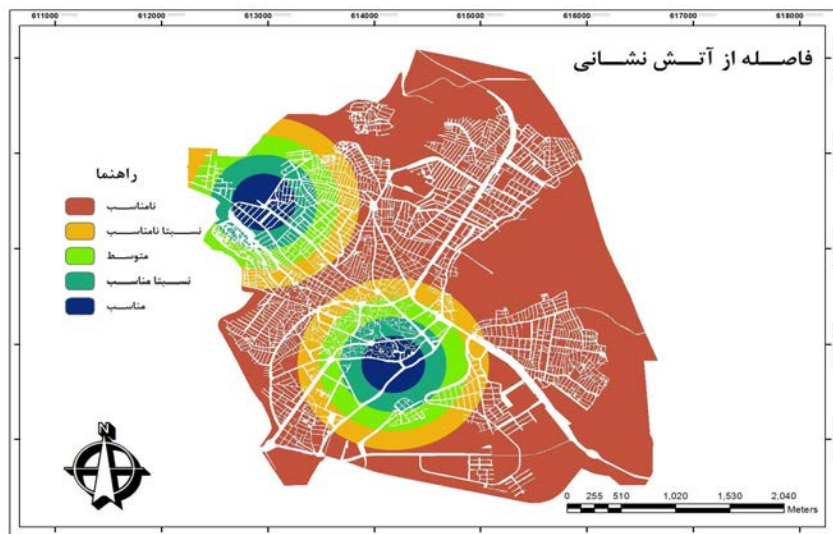 611000 612000 613000 614000 615000 616000 617000 618000
فاصله از آتش نشانی
راهنما
نامناسب
نسبتا نامناسب
متوسط
نسبتا مناسب
مناسب
N
0 255 510 1,020 1,530 2,040
Meters